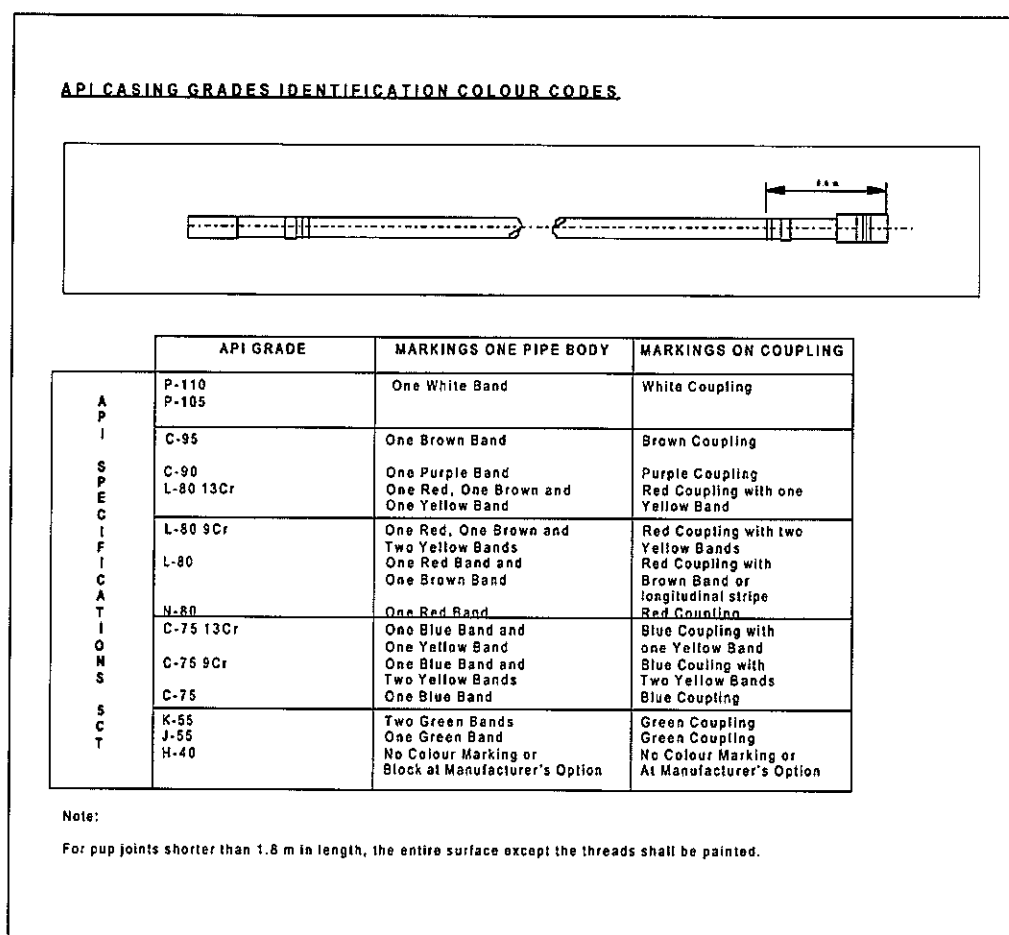 API CASING GRADES IDENTIFICATION COLOUR CODES
API GRADE MARKINGS ONE PIPE BODY MARKINGS ON COUPLING
API SPECIFICATIONS SCT
P-110 One White Band White Coupling
P-105
C-95 One Brown Band Brown Coupling
C-90 One Purple Band Purple Coupling
L-80 13Cr One Red, One Brown and Red Coupling with one
One Yellow Band Yellow Band
L-80 9Cr One Red, One Brown and Red Coupling with two
Two Yellow Bands Yellow Bands
L-80 One Red Band and Red Coupling with
One Brown Band Brown Band or
longitudinal stripe
N-80 One Red Band Red Coupling
C-75 13Cr One Blue Band and Blue Coupling with
One Yellow Band one Yellow Band
C-75 9Cr One Blue Band and Blue Couling with
Two Yellow Bands Two Yellow Bands
C-75 One Blue Band Blue Coupling
K-55 Two Green Bands Green Coupling
J-55 One Green Band Green Coupling
H-40 No Colour Marking or No Colour Marking or
Block at Manufacturer's Option At Manufacturer's Option
Note:
For pup joints shorter than 1.8 m in length, the entire surface except the threads shall be painted.